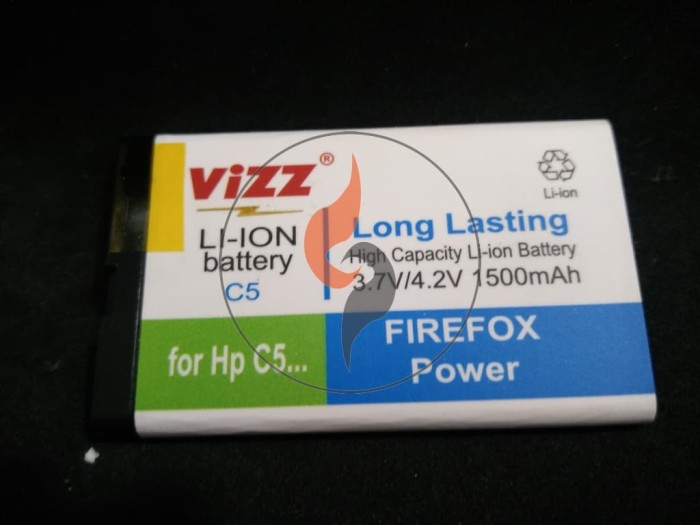 ViZZ®
LI-ION
battery
C5
Li-ion
Long Lasting
High Capacity Li-ion Battery
3.7V/4.2V 1500mAh
for Hp C5...
FIREFOX
Power